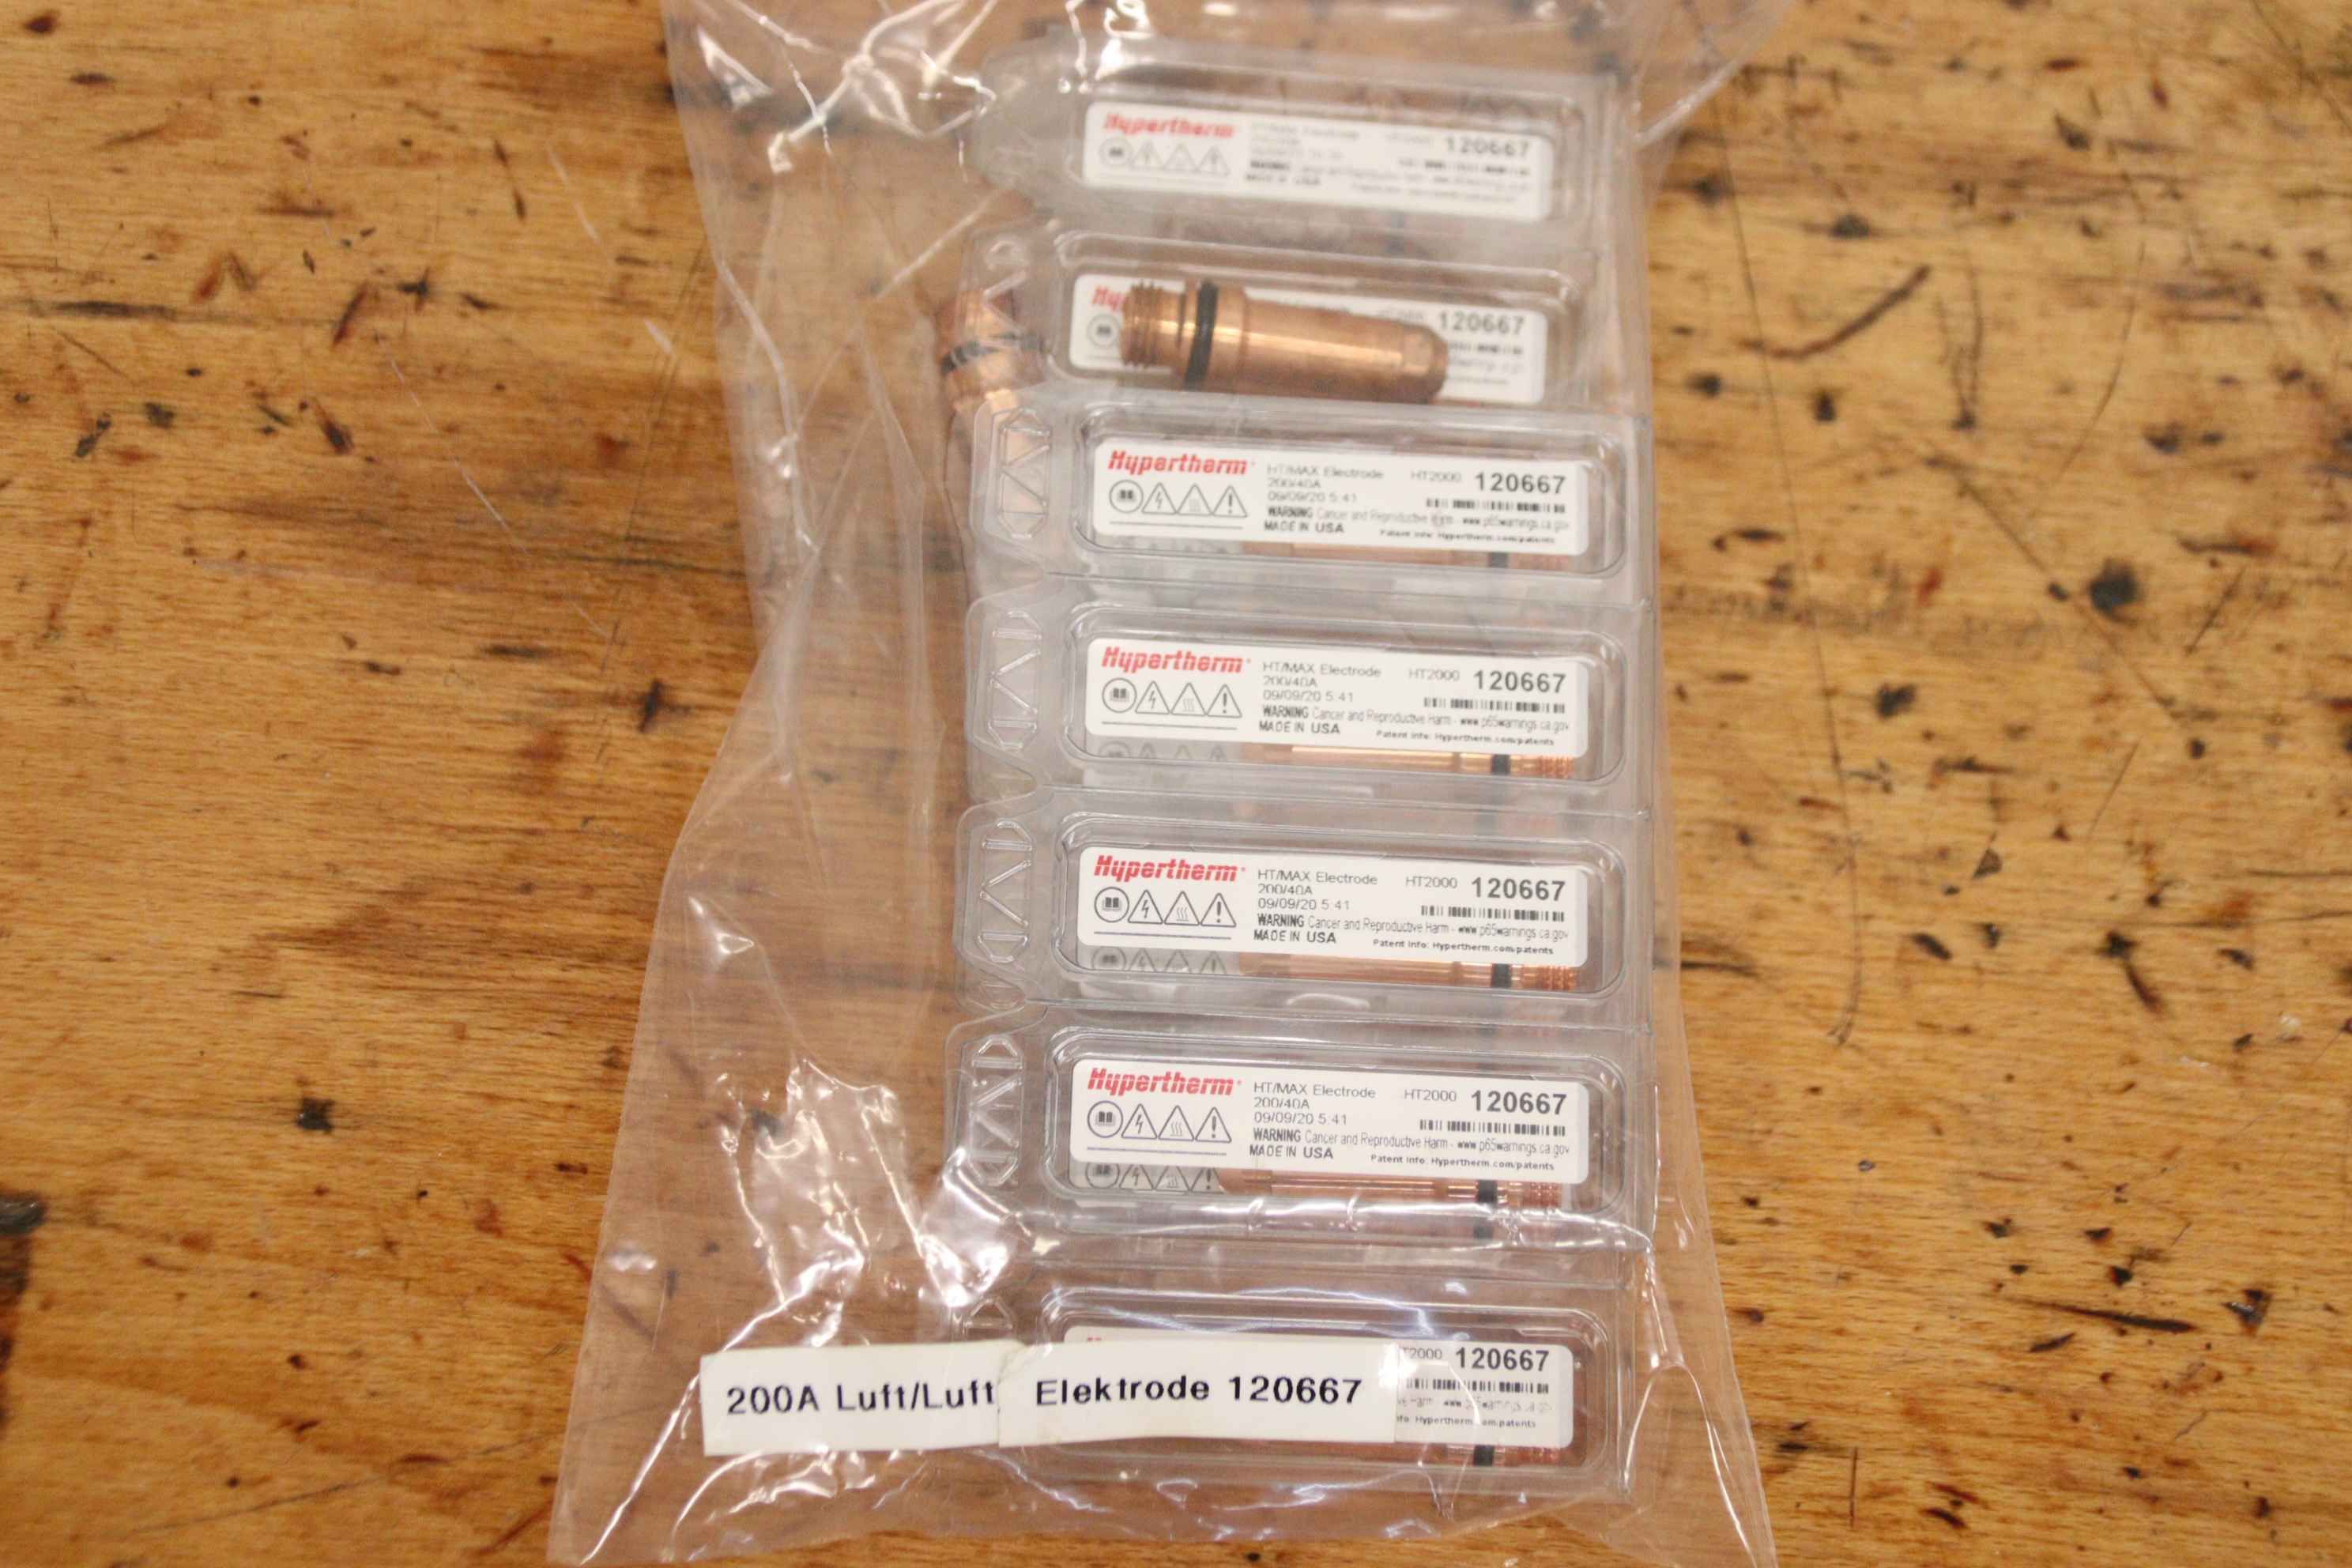 Hypertherm
120667
MADE IN USA
120667
Hypertherm HT/MAX Electrode HT2000 120667
200/40A
09/09/20 5:41
WARNING Cancer and Reproductive - www.p65warnings.ca.gov
MADE IN USA Patent info: Hypertherm.com/patents
Hypertherm HT/MAX Electrode HT2000 120667
200/40A
09/09/20 5:41
WARNING Cancer and Reproductive Harm - www.p65warnings.ca.gov
MADE IN USA Patent info: Hypertherm.com/patents
Hypertherm HT/MAX Electrode HT2000 120667
200/40A
09/09/20 5:41
WARNING Cancer and Reproductive Harm - www.p65warnings.ca.gov
MADE IN USA Patent info: Hypertherm.com/patents
Hypertherm HT/MAX Electrode HT2000 120667
200/40A
09/09/20 5:41
WARNING Cancer and Reproductive Harm - www.p65warnings.ca.gov
MADE IN USA Patent info: Hypertherm.com/patents
T2000 120667
Hypertherm.com/patents
200A Luft/Luft Elektrode 120667